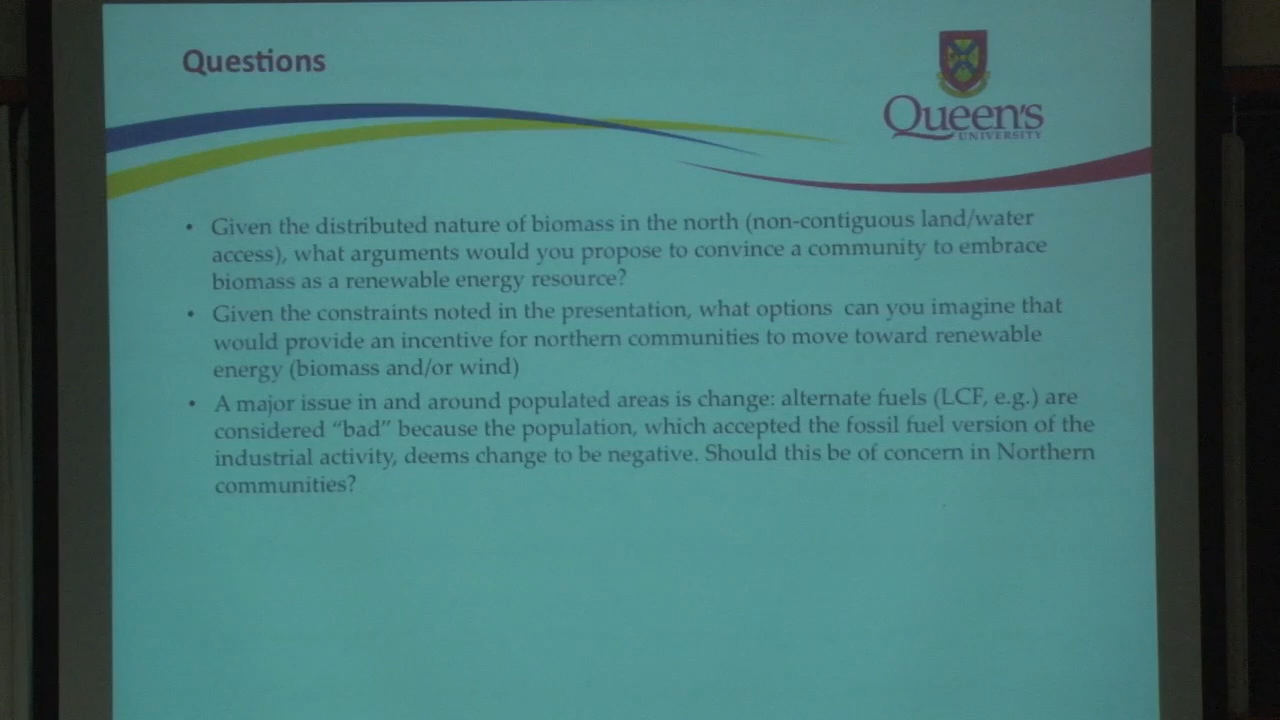 Questions
Queen's
UNIVERSITY
• Given the distributed nature of biomass in the north (non-contiguous land/water
access), what arguments would you propose to convince a community to embrace
biomass as a renewable energy resource?
• Given the constraints noted in the presentation, what options can you imagine that
would provide an incentive for northern communities to move toward renewable
energy (biomass and/or wind)
• A major issue in and around populated areas is change: alternate fuels (LCF, e.g.) are
considered “bad” because the population, which accepted the fossil fuel version of the
industrial activity, deems change to be negative. Should this be of concern in Northern
communities?